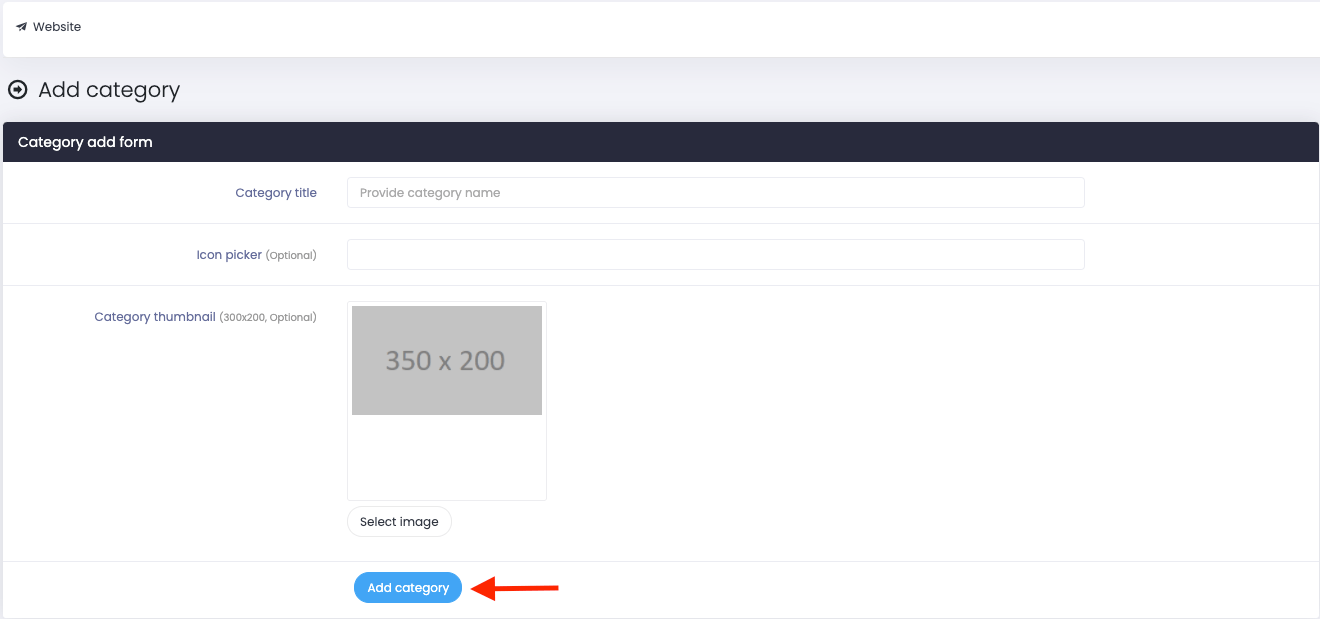 Website
Add category
Category add form
Category title
Provide category name
Icon picker (Optional)
Category thumbnail (300x200, Optional)
350 x 200
Select image
Add category